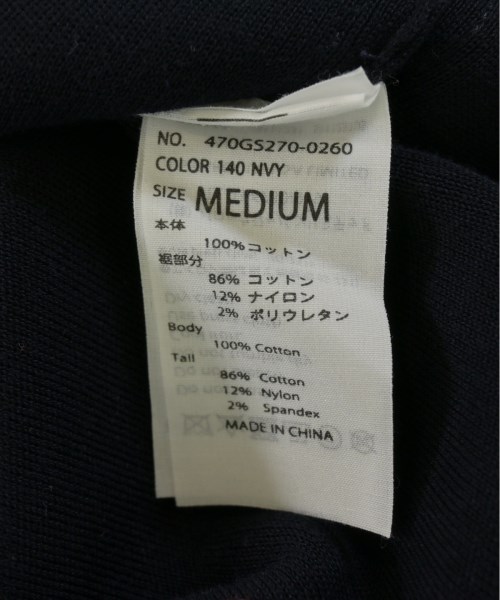 NO. 470GS270-0260
COLOR 140 NVY
SIZE MEDIUM
本体
100% コットン
裾部分
86% コットン
12% ナイロン
2% ポリウレタン
Body
100% Cotton
Tail
86% Cotton
12% Nylon
2% Spandex
MADE IN CHINA